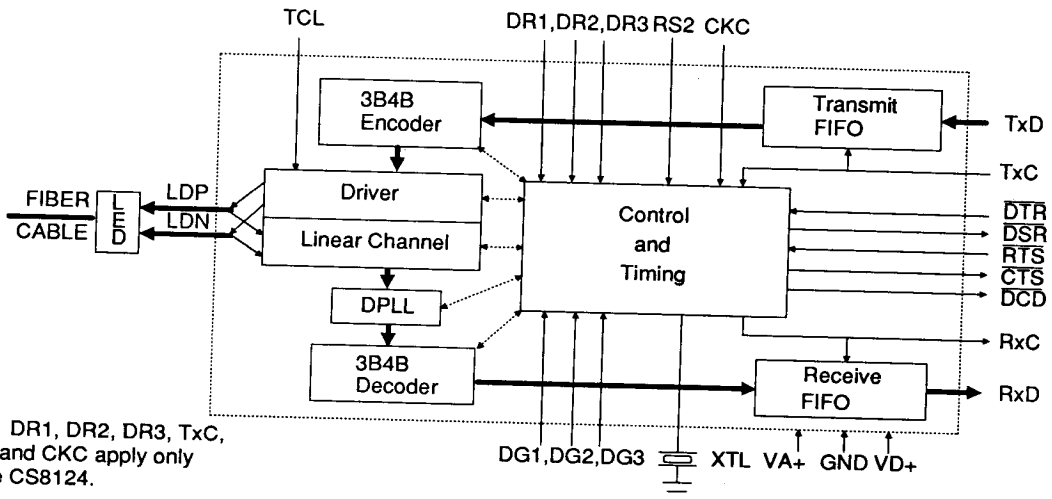 TCL
DR1,DR2,DR3 RS2 CKC
3B4B
Encoder
Transmit
FIFO
TxD
TxC
FIBER
CABLE
LED
LDP
LDN
Driver
Linear Channel
Control
and
Timing
DTR
DSR
RTS
CTS
DCD
DPLL
RxC
3B4B
Decoder
Receive
FIFO
RxD
DR1, DR2, DR3, TxC,
and CKC apply only
CS8124.
DG1,DG2,DG3
XTL VA+ GND VD+